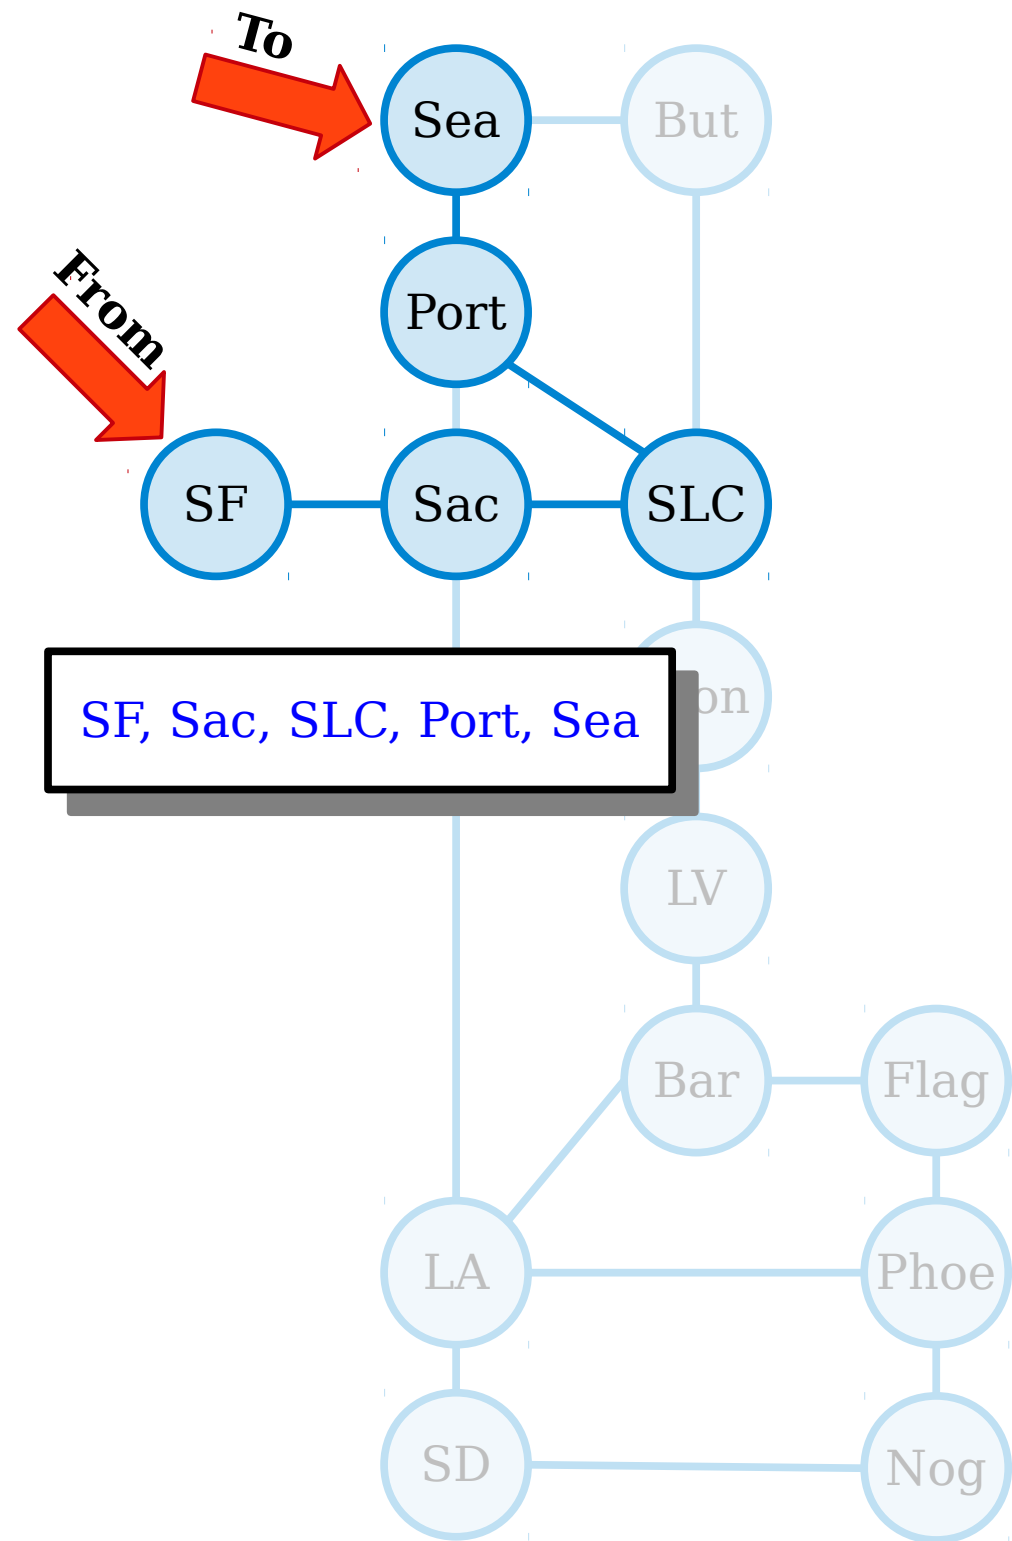 To
Sea
But
From
Port
SF
Sac
SLC
SF, Sac, SLC, Port, Sea
LV
Bar
Flag
LA
Phoe
SD
Nog